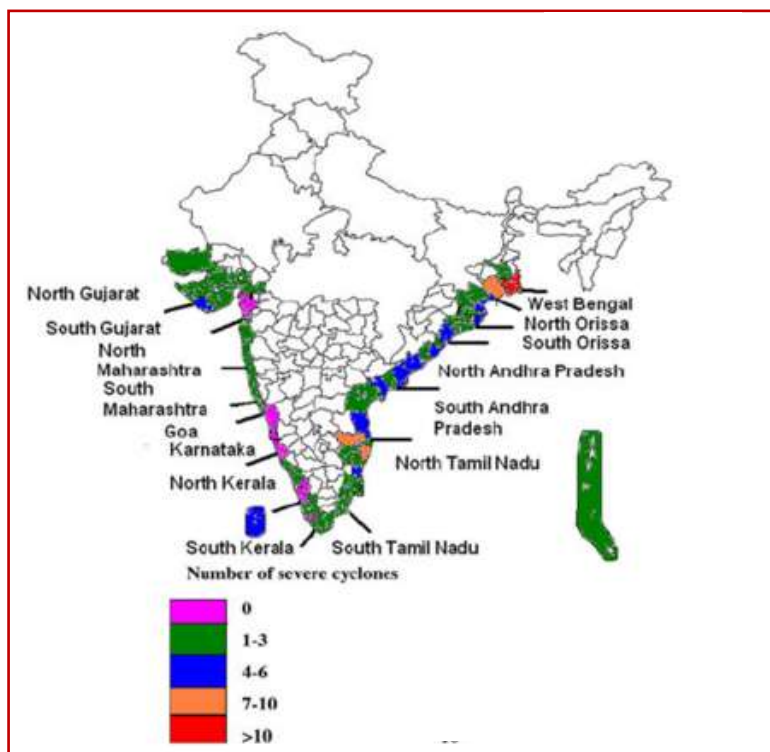 North Gujarat
South Gujarat
North
Maharashtra
South
Maharashtra
Goa
Karnataka
North Kerala
South Kerala
South Tamil Nadu
West Bengal
North Orissa
South Orissa
North Andhra Pradesh
South Andhra
Pradesh
North Tamil Nadu
Number of severe cyclones
0
1-3
4-6
7-10
>10